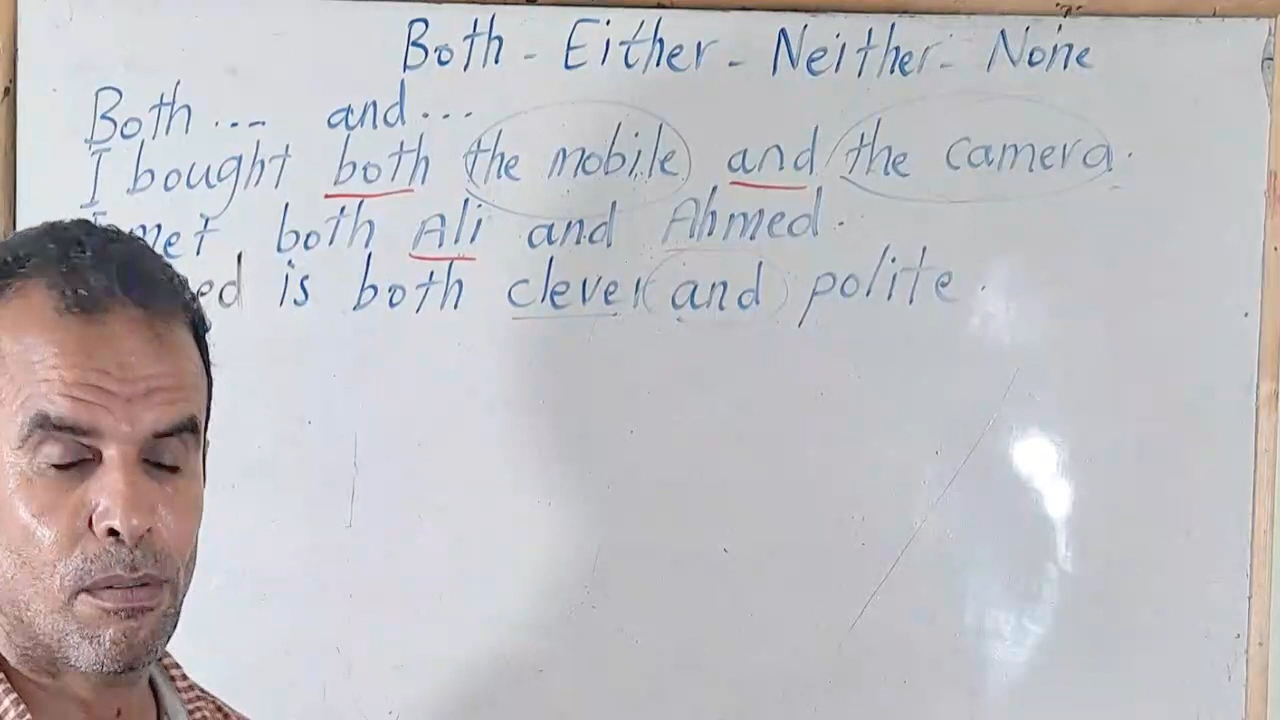 Both - Either - Neither - None
Both ... and ...
I bought both the mobile and the camera.
I met both Ali and Ahmed.
is both clever and polite.